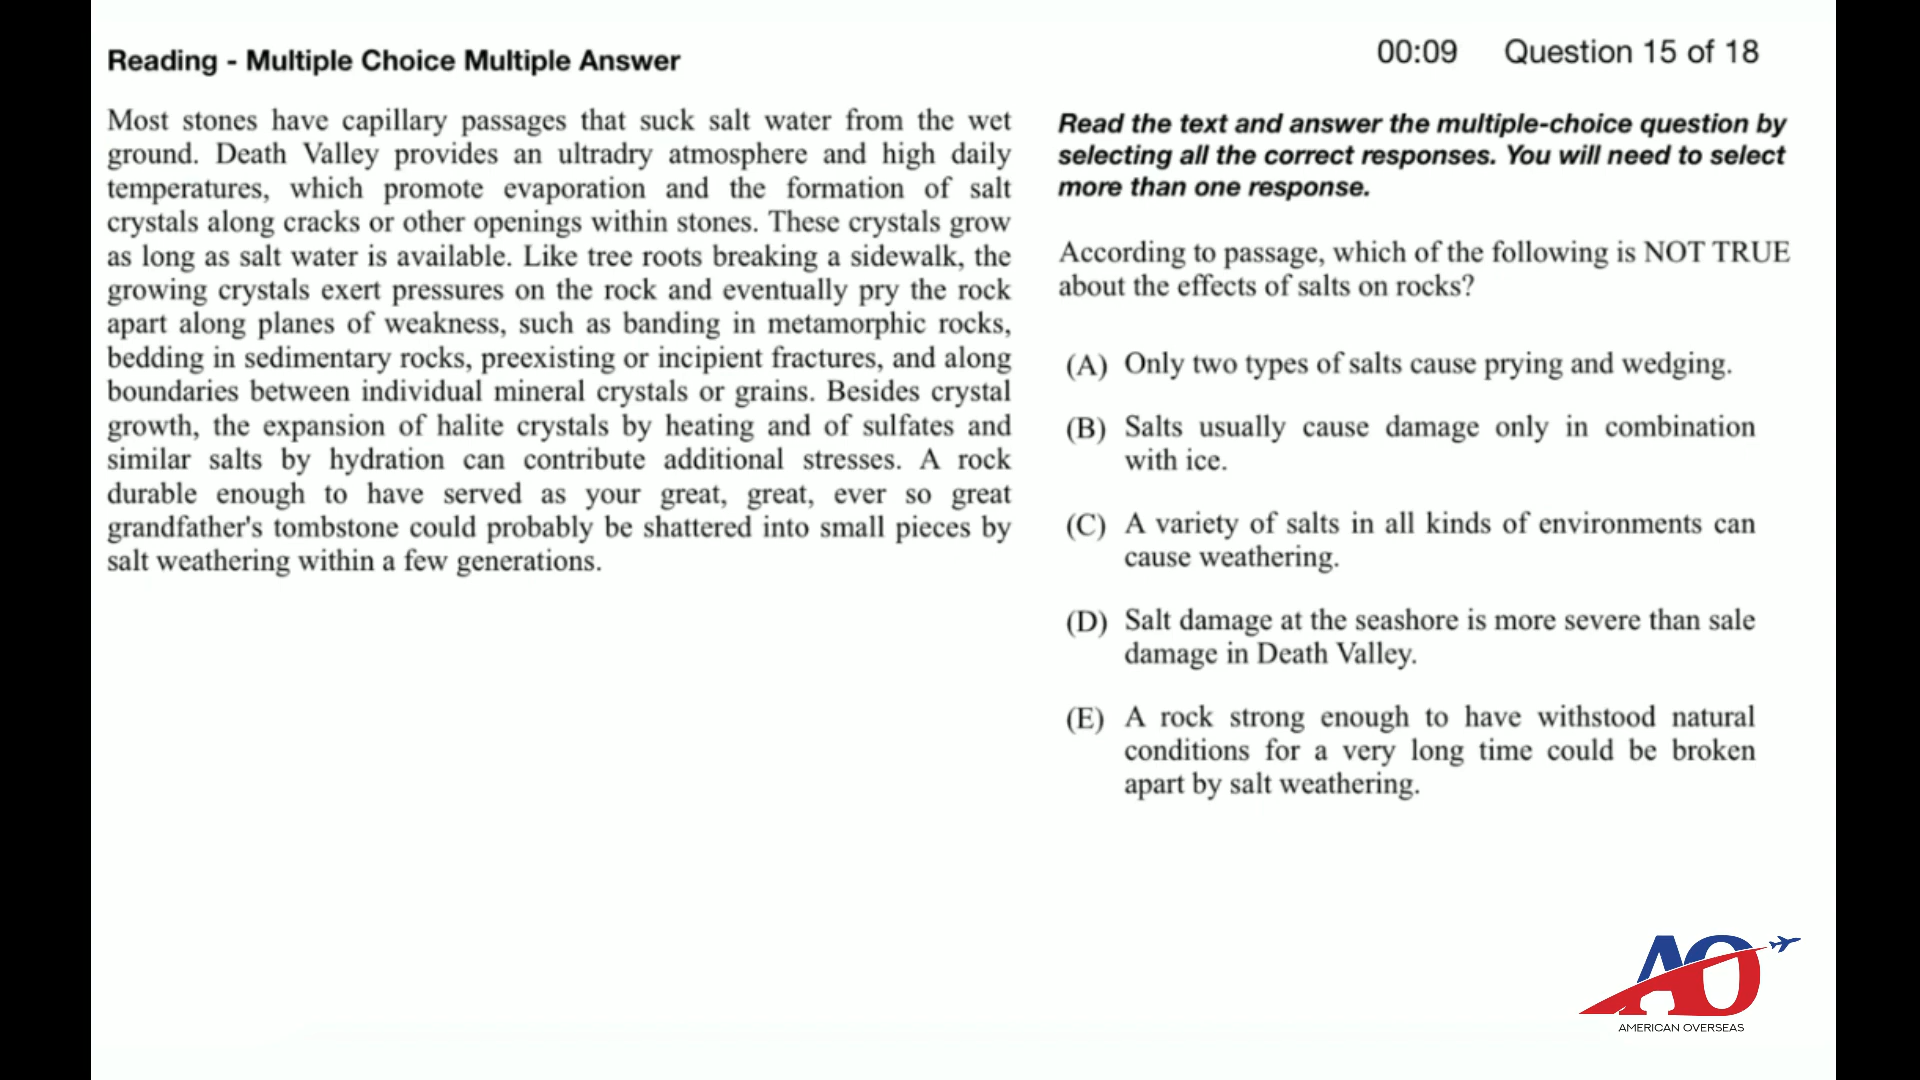 Reading - Multiple Choice Multiple Answer
00:09 Question 15 of 18
Most stones have capillary passages that suck salt water from the wet
ground. Death Valley provides an ultradry atmosphere and high daily
temperatures, which promote evaporation and the formation of salt
crystals along cracks or other openings within stones. These crystals grow
as long as salt water is available. Like tree roots breaking a sidewalk, the
growing crystals exert pressures on the rock and eventually pry the rock
apart along planes of weakness, such as banding in metamorphic rocks,
bedding in sedimentary rocks, preexisting or incipient fractures, and along
boundaries between individual mineral crystals or grains. Besides crystal
growth, the expansion of halite crystals by heating and of sulfates and
similar salts by hydration can contribute additional stresses. A rock
durable enough to have served as your great, great, ever so great
grandfather's tombstone could probably be shattered into small pieces by
salt weathering within a few generations.
Read the text and answer the multiple-choice question by
selecting all the correct responses. You will need to select
more than one response.
According to passage, which of the following is NOT TRUE
about the effects of salts on rocks?
(A) Only two types of salts cause prying and wedging.
(B) Salts usually cause damage only in combination
with ice.
(C) A variety of salts in all kinds of environments can
cause weathering.
(D) Salt damage at the seashore is more severe than sale
damage in Death Valley.
(E) A rock strong enough to have withstood natural
conditions for a very long time could be broken
apart by salt weathering.
AO
AMERICAN OVERSEAS